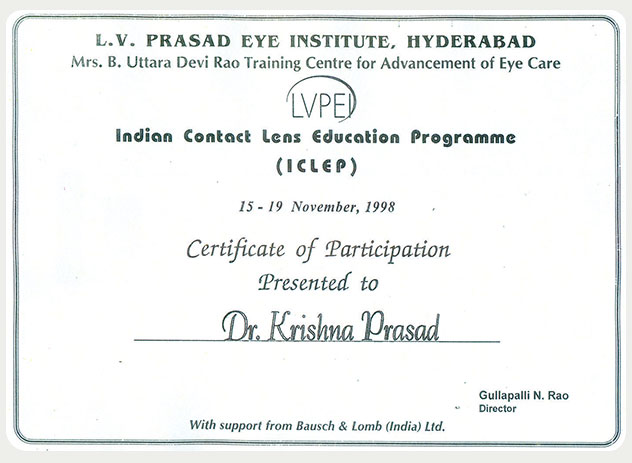 L.V. PRASAD EYE INSTITUTE, HYDERABAD
Mrs. B. Uttara Devi Rao Training Centre for Advancement of Eye Care
LVPEI
Indian Contact Lens Education Programme
(ICLEP)
15 - 19 November, 1998
Certificate of Participation
Presented to
Dr. Krishna Prasad
Gullapalli N. Rao
Director
With support from Bausch & Lomb (India) Ltd.